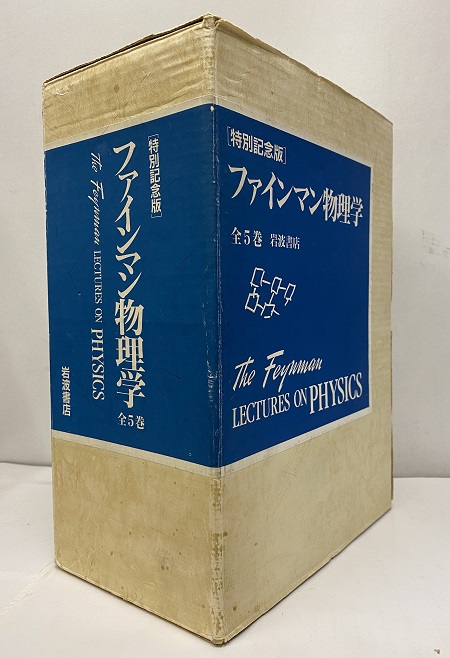 [特別記念版]
ファインマン物理学
The Feynman LECTURES ON PHYSICS
全5巻
岩波書店
[特別記念版]
ファインマン物理学
全5巻 岩波書店
The Feynman
LECTURES ON PHYSICS